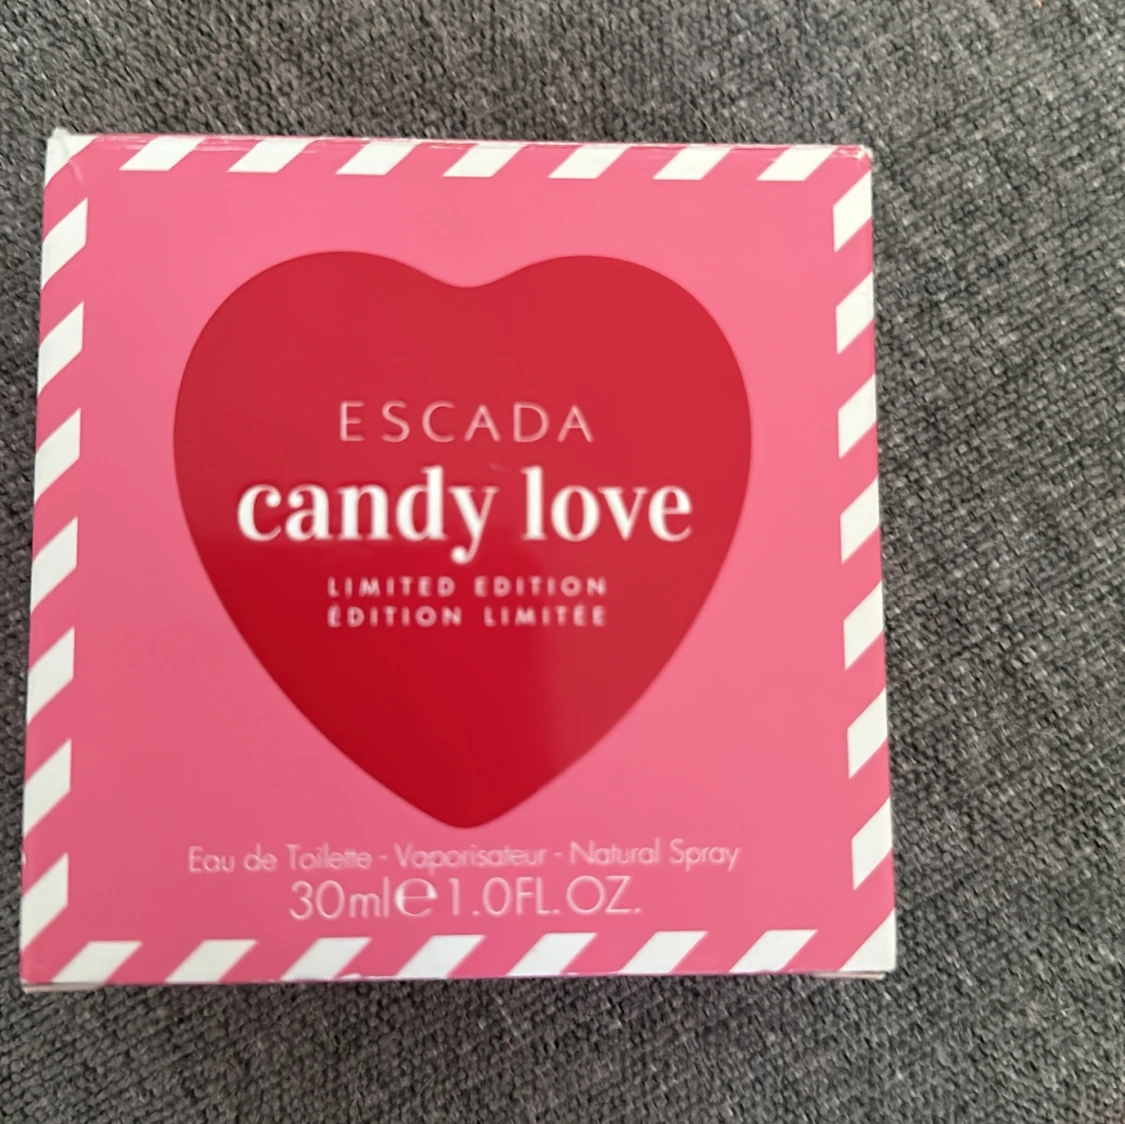 ESCADA
candy love
LIMITED EDITION
ÉDITION LIMITÉE
Eau de Toilette - Vaporisateur - Natural Spray
30ml℮1.0FL.OZ.